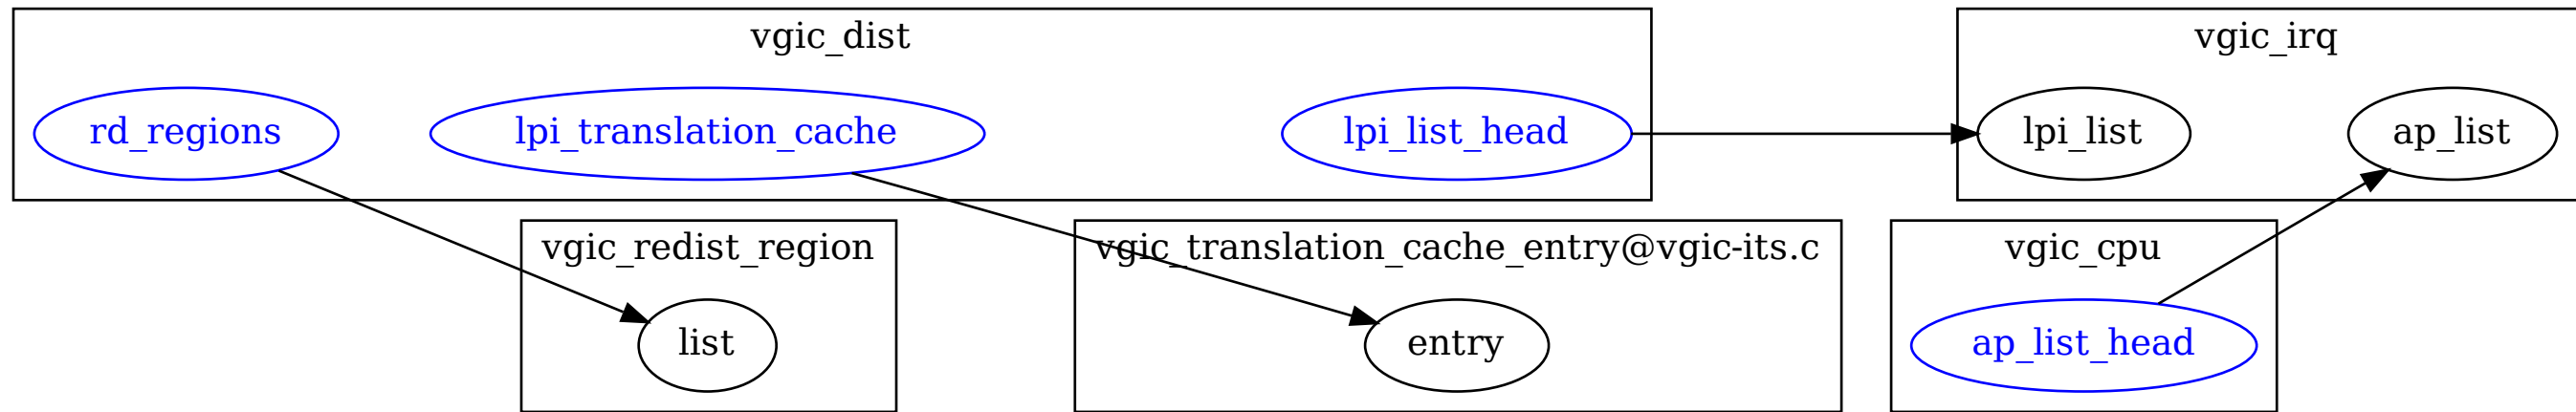 vgic_dist
vgic_irq
rd_regions
lpi_translation_cache
lpi_list_head
lpi_list
ap_list
vgic_redist_region
vgic_translation_cache_entry@vgic-its.c
vgic_cpu
list
entry
ap_list_head